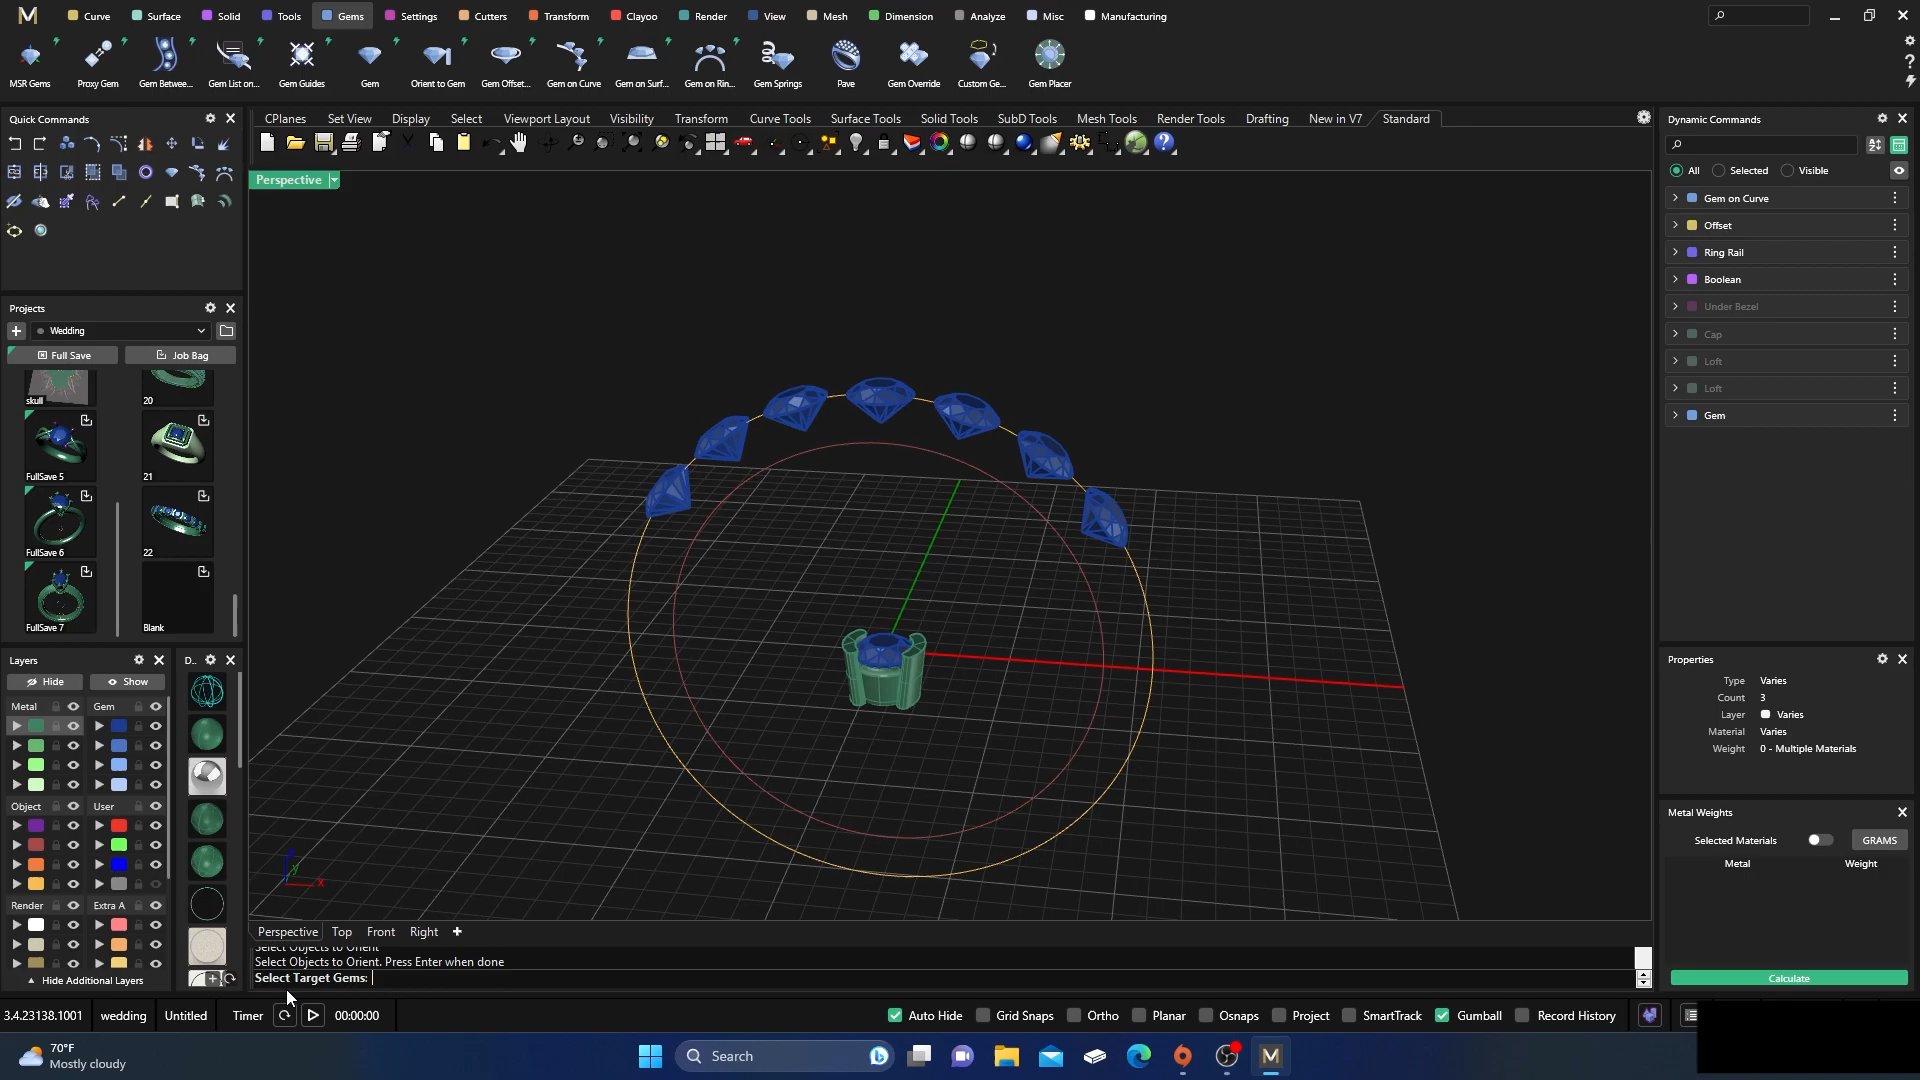 Curve Surface Solid Tools Gems Settings Cutters Transform Clayoo Render View Mesh Dimension Analyze Misc Manufacturing
MSR Gems Proxy Gem Gem Betwee... Gem List on... Gem Guides Gem Orient to Gem Gem Offset... Gem on Curve Gem on Surf... Gem on Rin... Gem Springs Pave Gem Override Custom Ge... Gem Placer
Quick Commands
CPlanes Set View Display Select Viewport Layout Visibility Transform Curve Tools Surface Tools Solid Tools SubD Tools Mesh Tools Render Tools Drafting New in V7 Standard
Perspective
Projects
Wedding
Full Save Job Bag
skull 20
FullSave 5 21
FullSave 6 22
FullSave 7 Blank
Layers D..
Hide Show
Metal Gem
Object User
Render Extra A
Hide Additional Layers
z
y
x
Perspective Top Front Right
Select Objects to Orient
Select Objects to Orient. Press Enter when done
Select Target Gems:
Dynamic Commands
All Selected Visible
Gem on Curve
Offset
Ring Rail
Boolean
Under Bezel
Cap
Loft
Loft
Gem
Properties
Type Varies
Count 3
Layer Varies
Material Varies
Weight 0 - Multiple Materials
Metal Weights
Selected Materials GRAMS
Metal Weight
Calculate
3.4.23138.1001 wedding Untitled Timer 00:00:00 Auto Hide Grid Snaps Ortho Planar Osnaps Project SmartTrack Gumball Record History
70°F
Mostly cloudy
Search